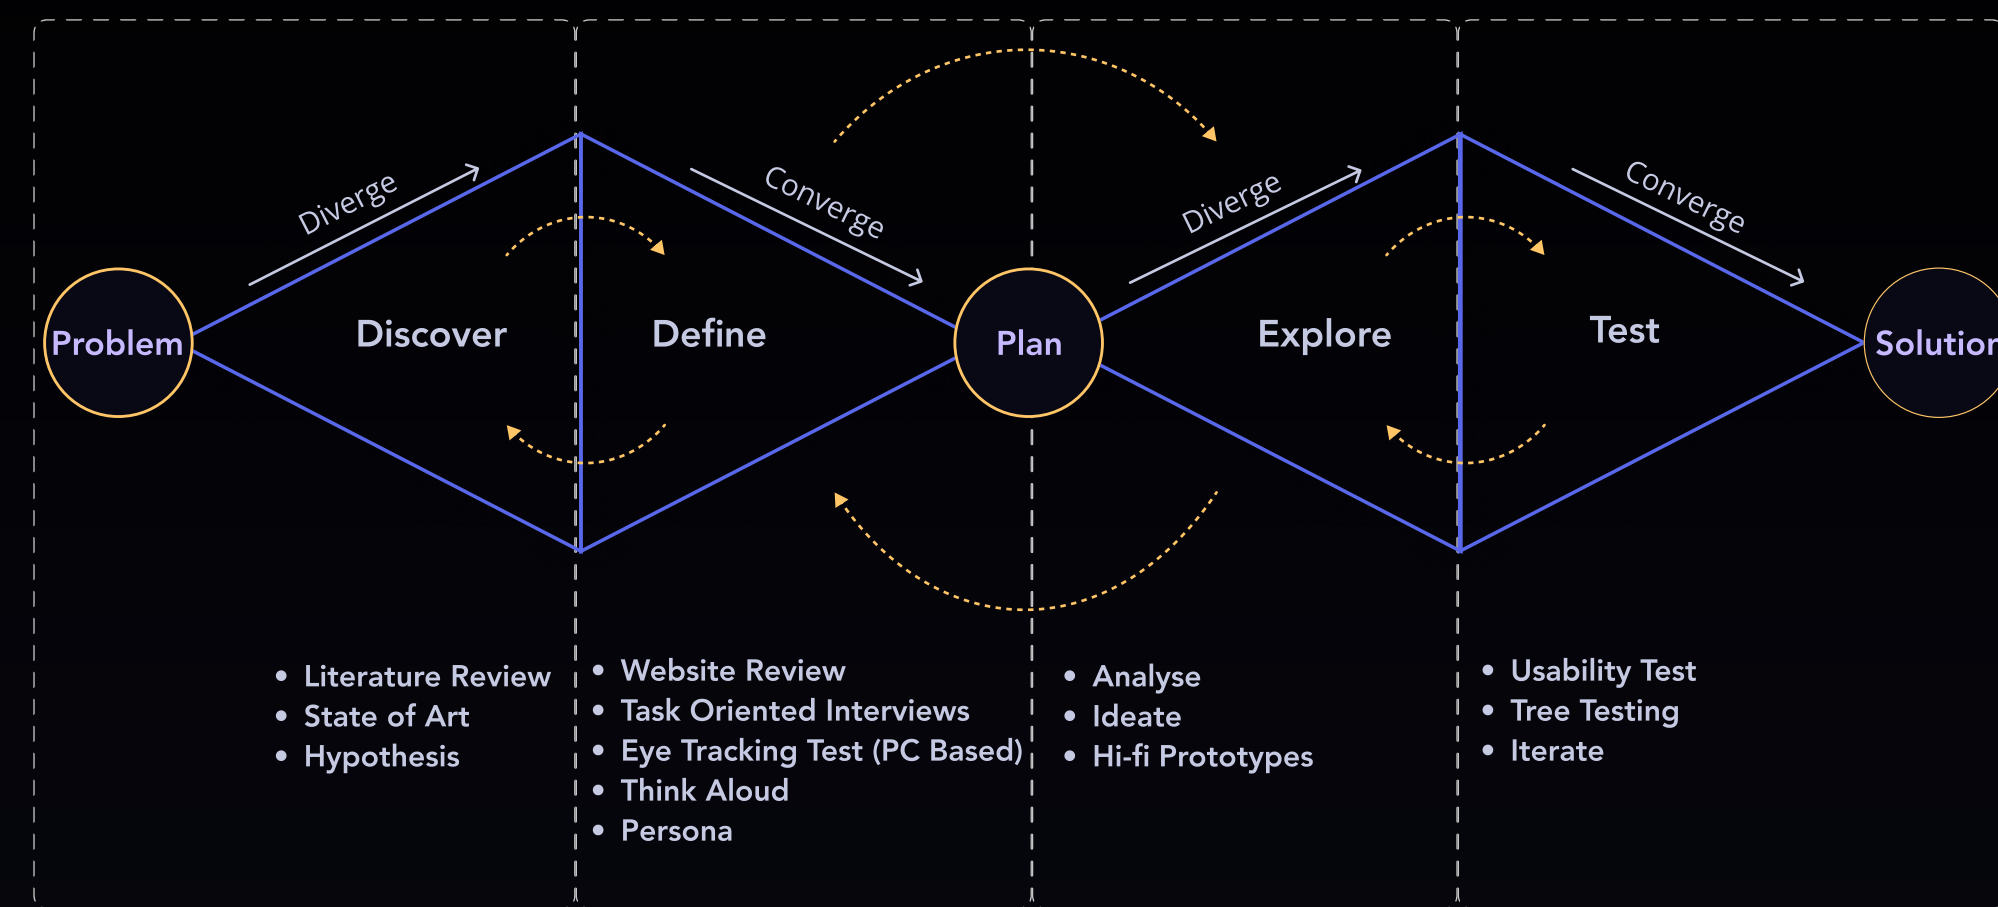 Diverge
Converge
Diverge
Converge
Problem
Discover
Define
Plan
Explore
Test
Solution
• Literature Review
• State of Art
• Hypothesis
• Website Review
• Task Oriented Interviews
• Eye Tracking Test (PC Based)
• Think Aloud
• Persona
• Analyse
• Ideate
• Hi-fi Prototypes
• Usability Test
• Tree Testing
• Iterate